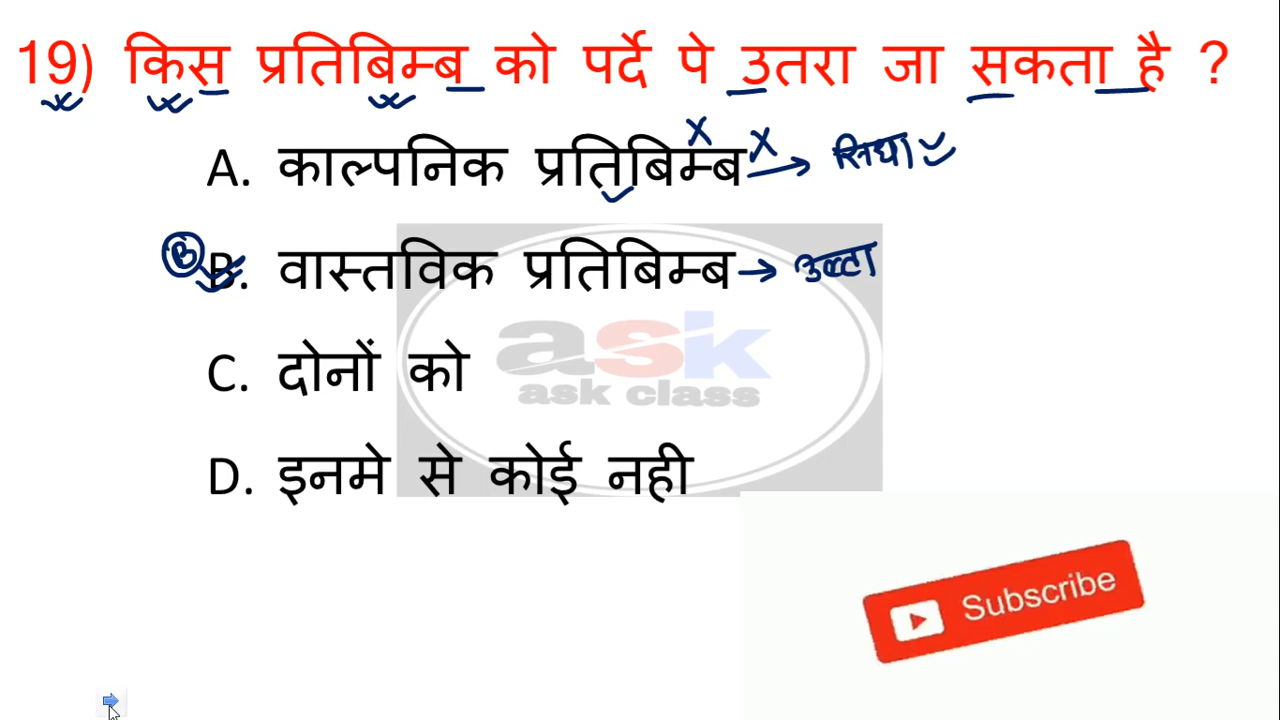 19) किस प्रतिबिम्ब को पर्दे पे उतरा जा सकता है ?
A. काल्पनिक प्रतिबिम्ब x x → सिधा
B B. वास्तविक प्रतिबिम्ब → उल्टा
C. दोनों को
D. इनमे से कोई नही
ask
ask class
Subscribe